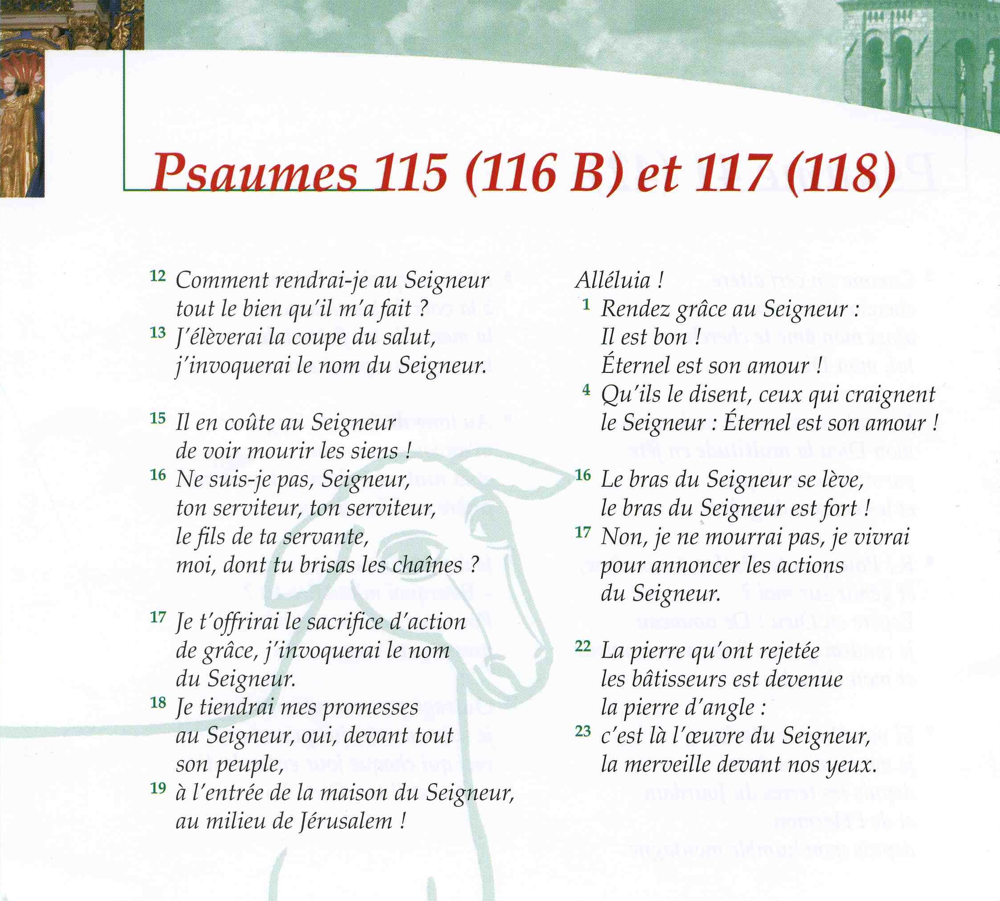 Psaumes 115 (116 B) et 117 (118)
12 Comment rendrai-je au Seigneur
tout le bien qu’il m’a fait ?
13 J’élèverai la coupe du salut,
j’invoquerai le nom du Seigneur.
15 Il en coûte au Seigneur
de voir mourir les siens !
16 Ne suis-je pas, Seigneur,
ton serviteur, ton serviteur,
le fils de ta servante,
moi, dont tu brisas les chaînes ?
17 Je t’offrirai le sacrifice d’action
de grâce, j’invoquerai le nom
du Seigneur.
18 Je tiendrai mes promesses
au Seigneur, oui, devant tout
son peuple,
19 à l’entrée de la maison du Seigneur,
au milieu de Jérusalem !
Alléluia !
1 Rendez grâce au Seigneur :
Il est bon !
Éternel est son amour !
4 Qu’ils le disent, ceux qui craignent
le Seigneur : Éternel est son amour !
16 Le bras du Seigneur se lève,
le bras du Seigneur est fort !
17 Non, je ne mourrai pas, je vivrai
pour annoncer les actions
du Seigneur.
22 La pierre qu’ont rejetée
les bâtisseurs est devenue
la pierre d’angle :
23 c’est là l’œuvre du Seigneur,
la merveille devant nos yeux.